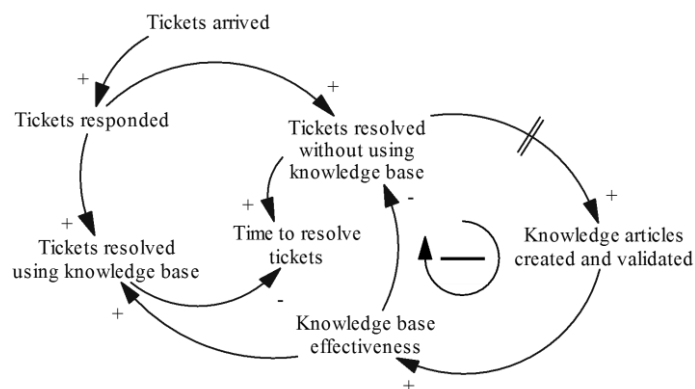 Tickets arrived
+
+
Tickets responded
+
Tickets resolved
without using
knowledge base
+
-
+
+
Tickets resolved
using knowledge base
Time to resolve
tickets
Knowledge articles
created and validated
-
+
Knowledge base
effectiveness
+